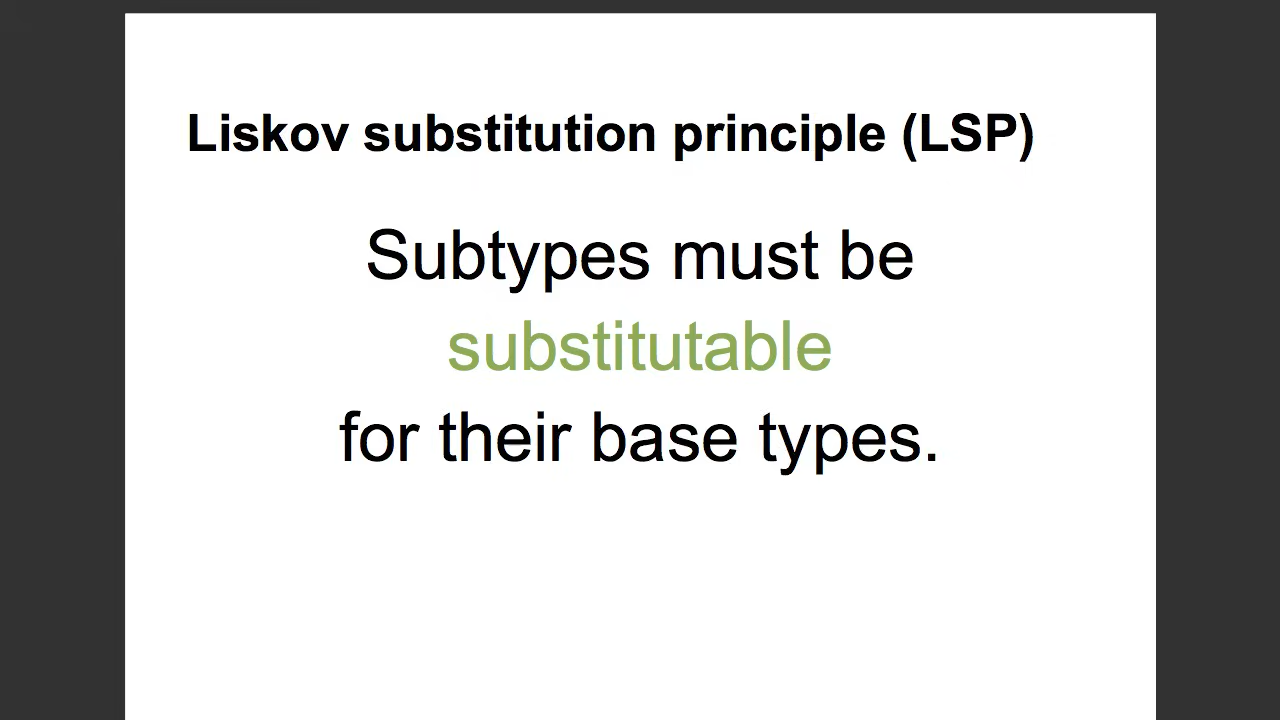 Liskov substitution principle (LSP)
Subtypes must be
substitutable
for their base types.